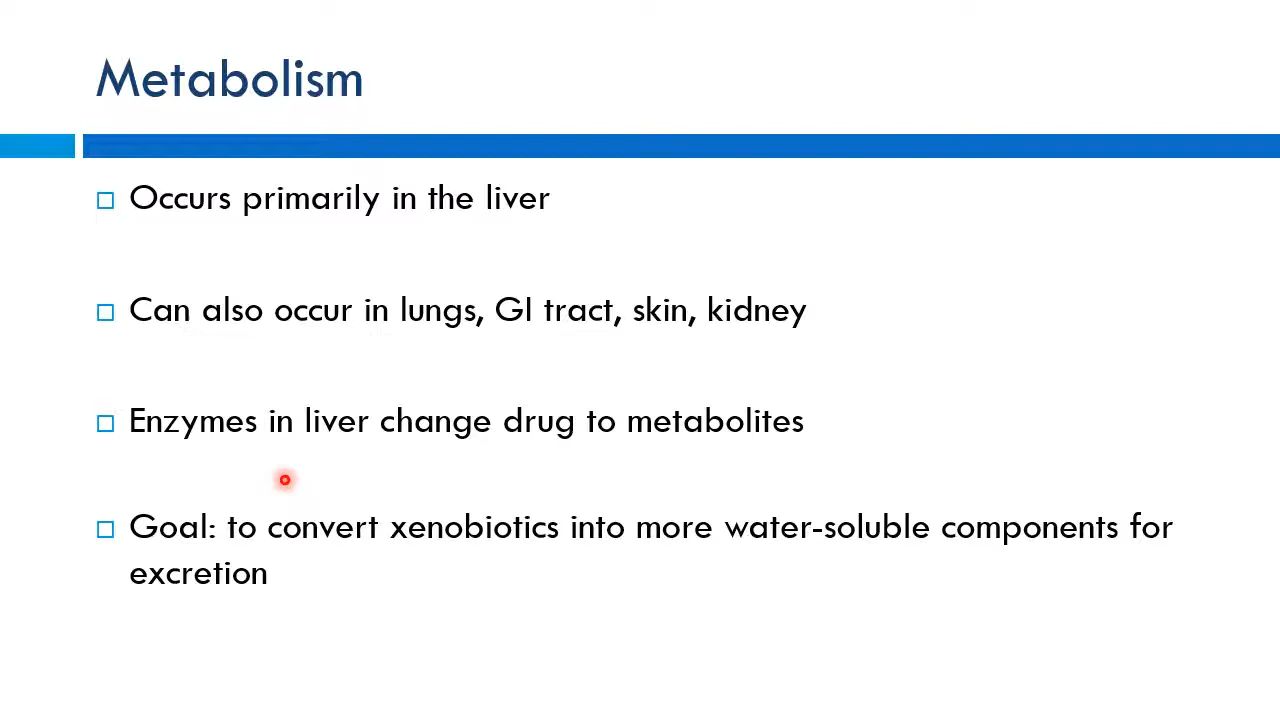 Metabolism
Occurs primarily in the liver
Can also occur in lungs, GI tract, skin, kidney
Enzymes in liver change drug to metabolites
Goal: to convert xenobiotics into more water-soluble components for
excretion